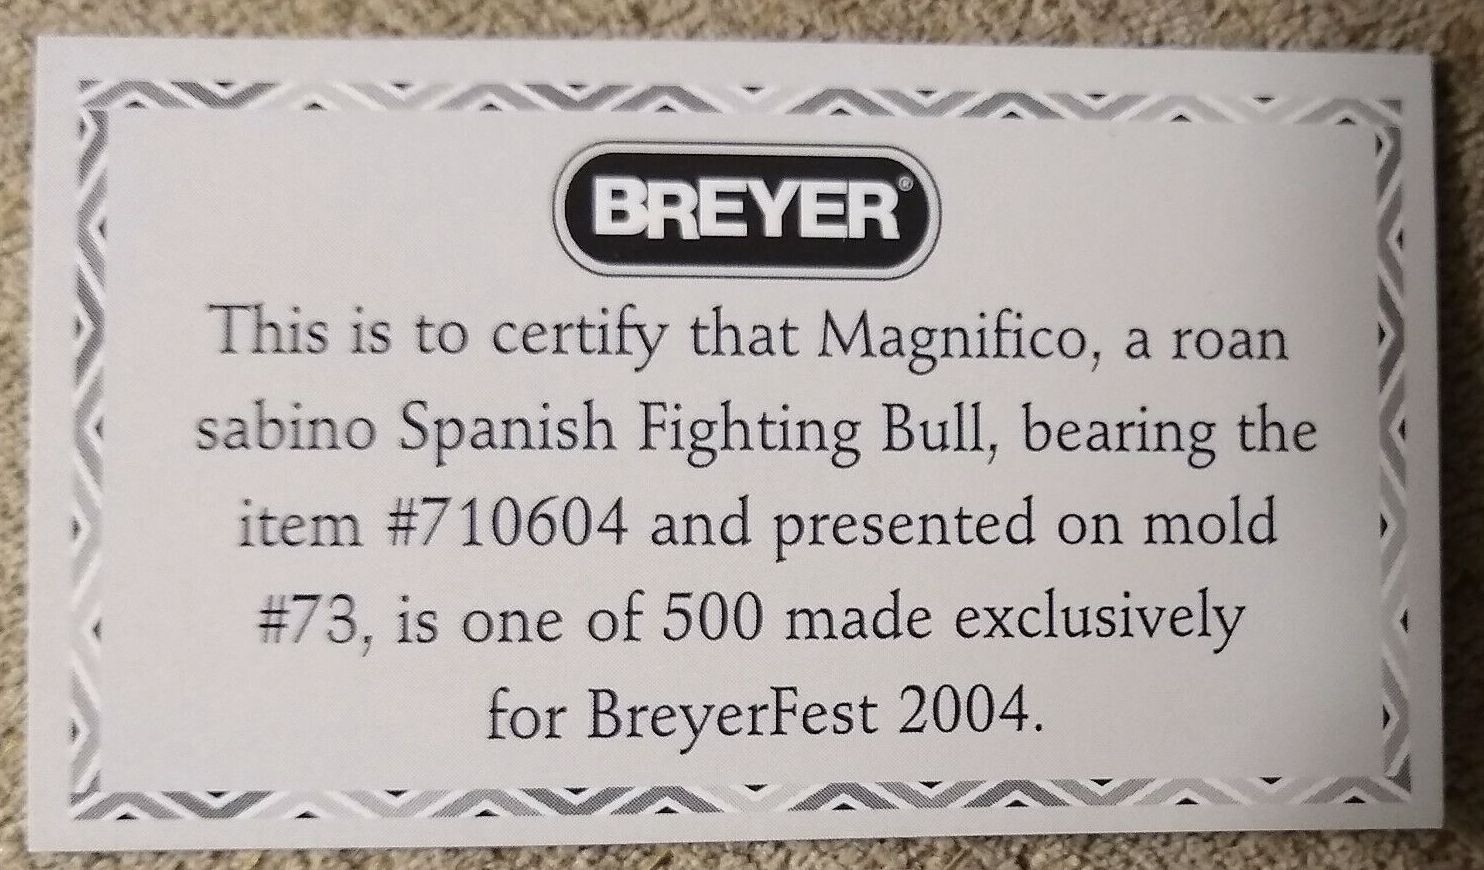 BREYER®
This is to certify that Magnifico, a roan
sabino Spanish Fighting Bull, bearing the
item #710604 and presented on mold
#73, is one of 500 made exclusively
for BreyerFest 2004.